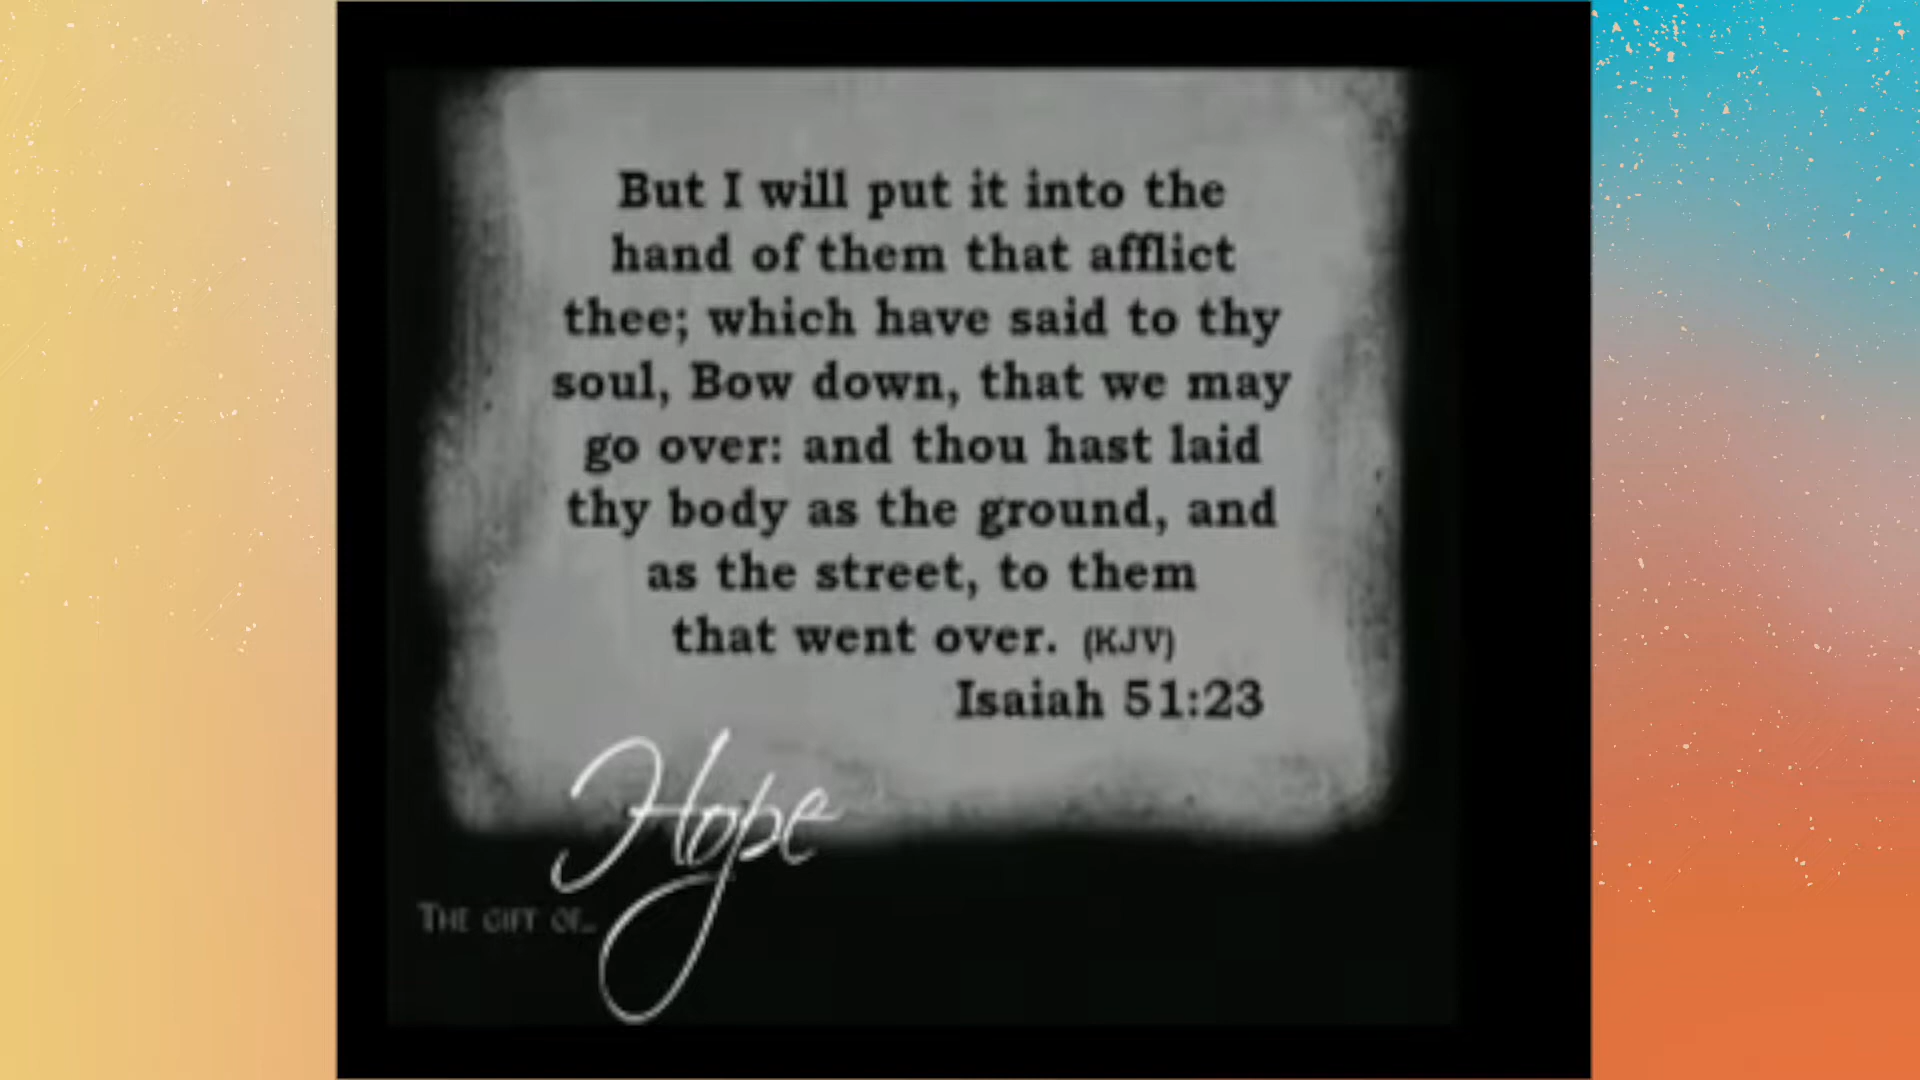 But I will put it into the
hand of them that afflict
thee; which have said to thy
soul, Bow down, that we may
go over: and thou hast laid
thy body as the ground, and
as the street, to them
that went over. (KJV)
Isaiah 51:23
Hope
THE GIFT OF...